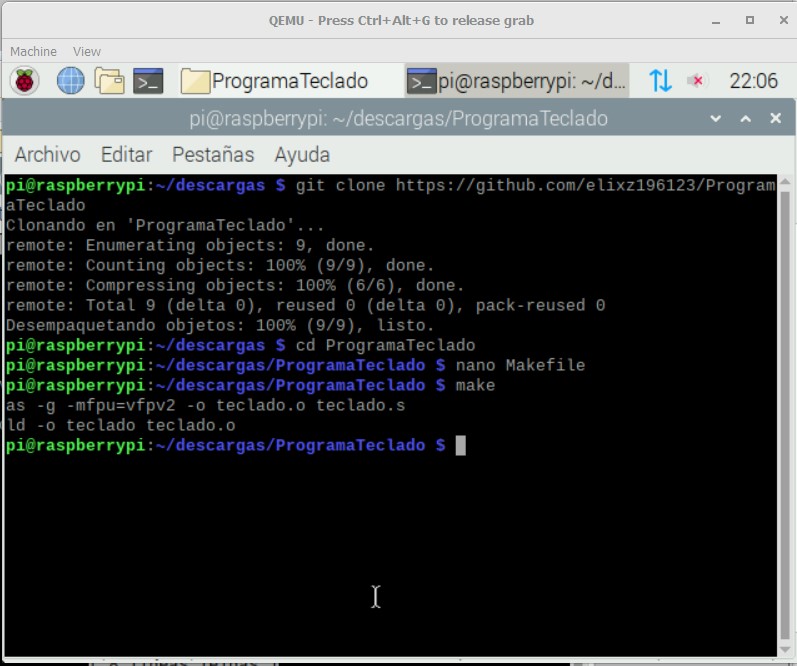 QEMU - Press Ctrl+Alt+G to release grab
Machine View
ProgramaTeclado pi@raspberrypi: ~/d... 22:06
pi@raspberrypi: ~/descargas/ProgramaTeclado
Archivo Editar Pestañas Ayuda
pi@raspberrypi:~/descargas $ git clone https://github.com/elixz196123/Program
aTeclado
Clonando en 'ProgramaTeclado'...
remote: Enumerating objects: 9, done.
remote: Counting objects: 100% (9/9), done.
remote: Compressing objects: 100% (6/6), done.
remote: Total 9 (delta 0), reused 0 (delta 0), pack-reused 0
Desempaquetando objetos: 100% (9/9), listo.
pi@raspberrypi:~/descargas $ cd ProgramaTeclado
pi@raspberrypi:~/descargas/ProgramaTeclado $ nano Makefile
pi@raspberrypi:~/descargas/ProgramaTeclado $ make
as -g -mfpu=vfpv2 -o teclado.o teclado.s
ld -o teclado teclado.o
pi@raspberrypi:~/descargas/ProgramaTeclado $